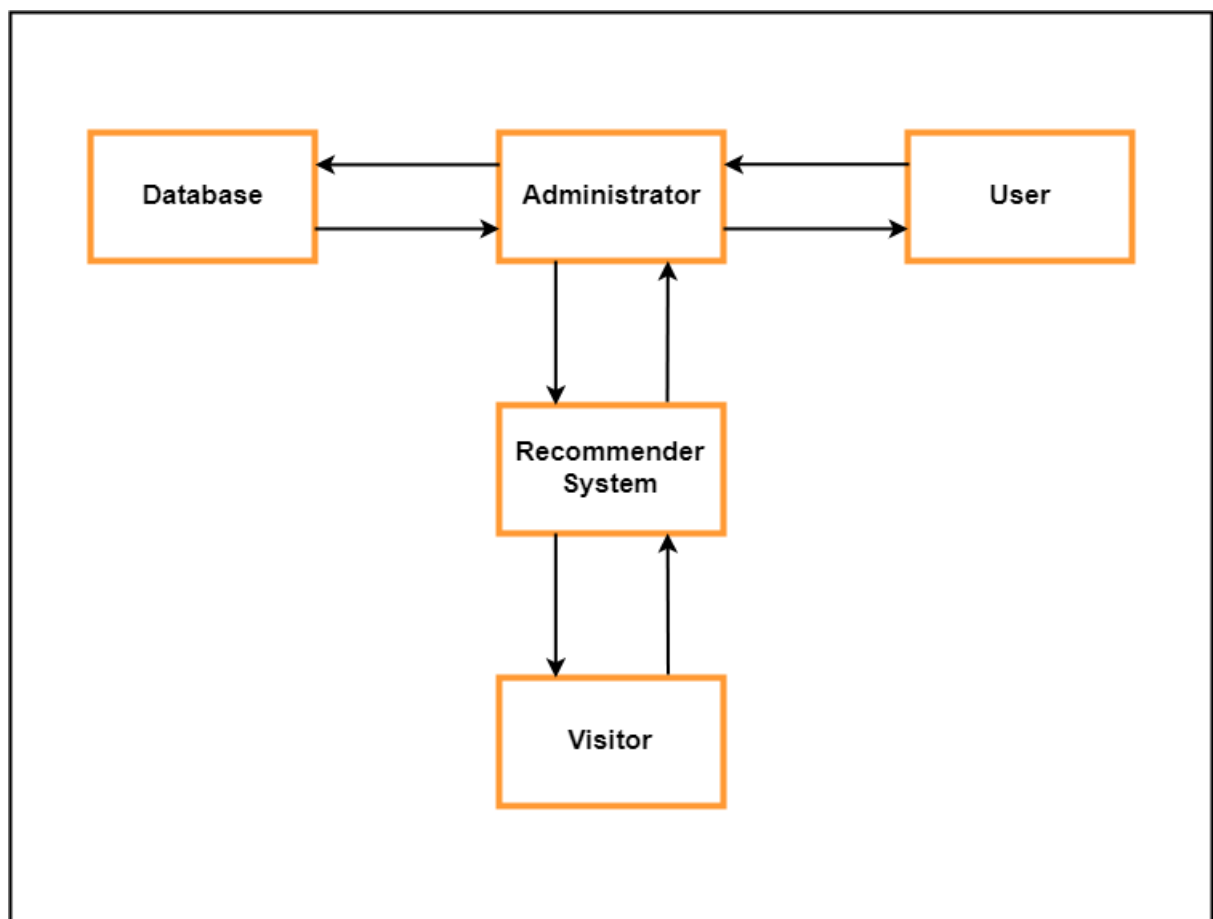 Database
Administrator
User
Recommender
System
Visitor